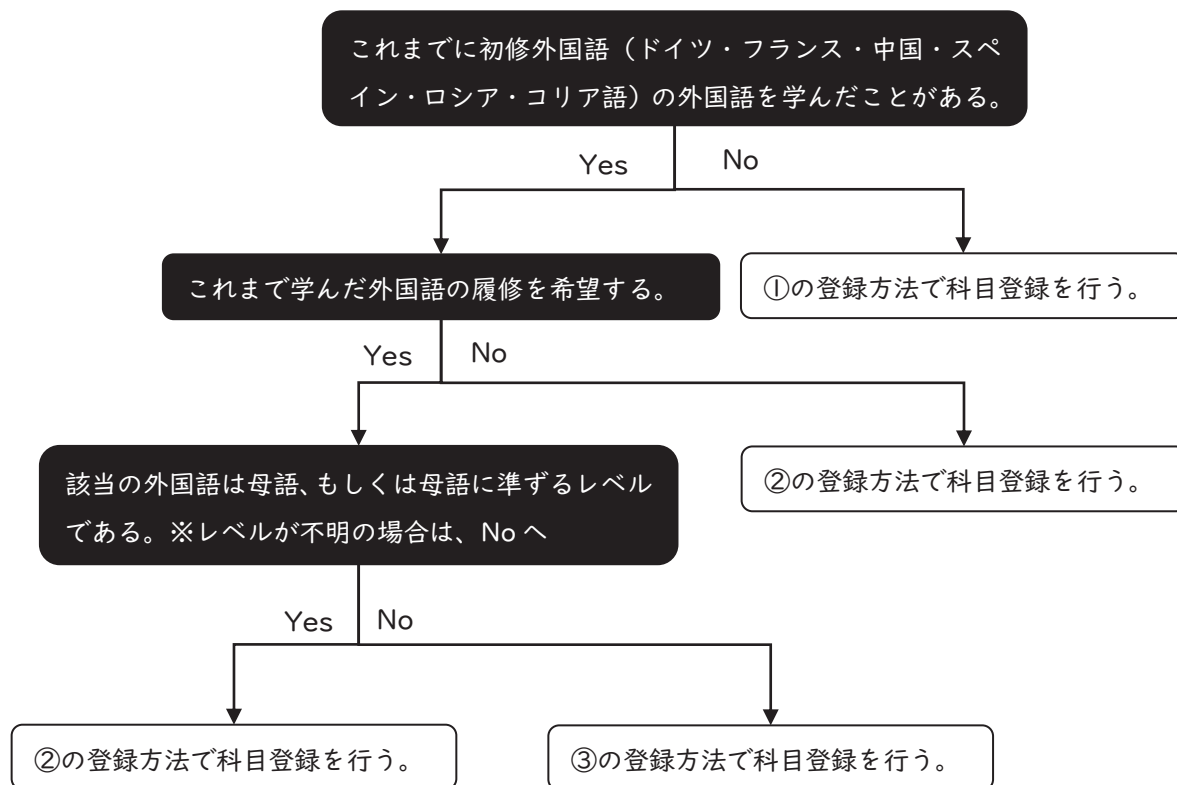 これまでに初修外国語（ドイツ・フランス・中国・スペ
イン・ロシア・コリア語）の外国語を学んだことがある。
Yes
No
これまで学んだ外国語の履修を希望する。
①の登録方法で科目登録を行う。
Yes
No
該当の外国語は母語、もしくは母語に準ずるレベル
である。※レベルが不明の場合は、No へ
②の登録方法で科目登録を行う。
Yes
No
②の登録方法で科目登録を行う。
③の登録方法で科目登録を行う。